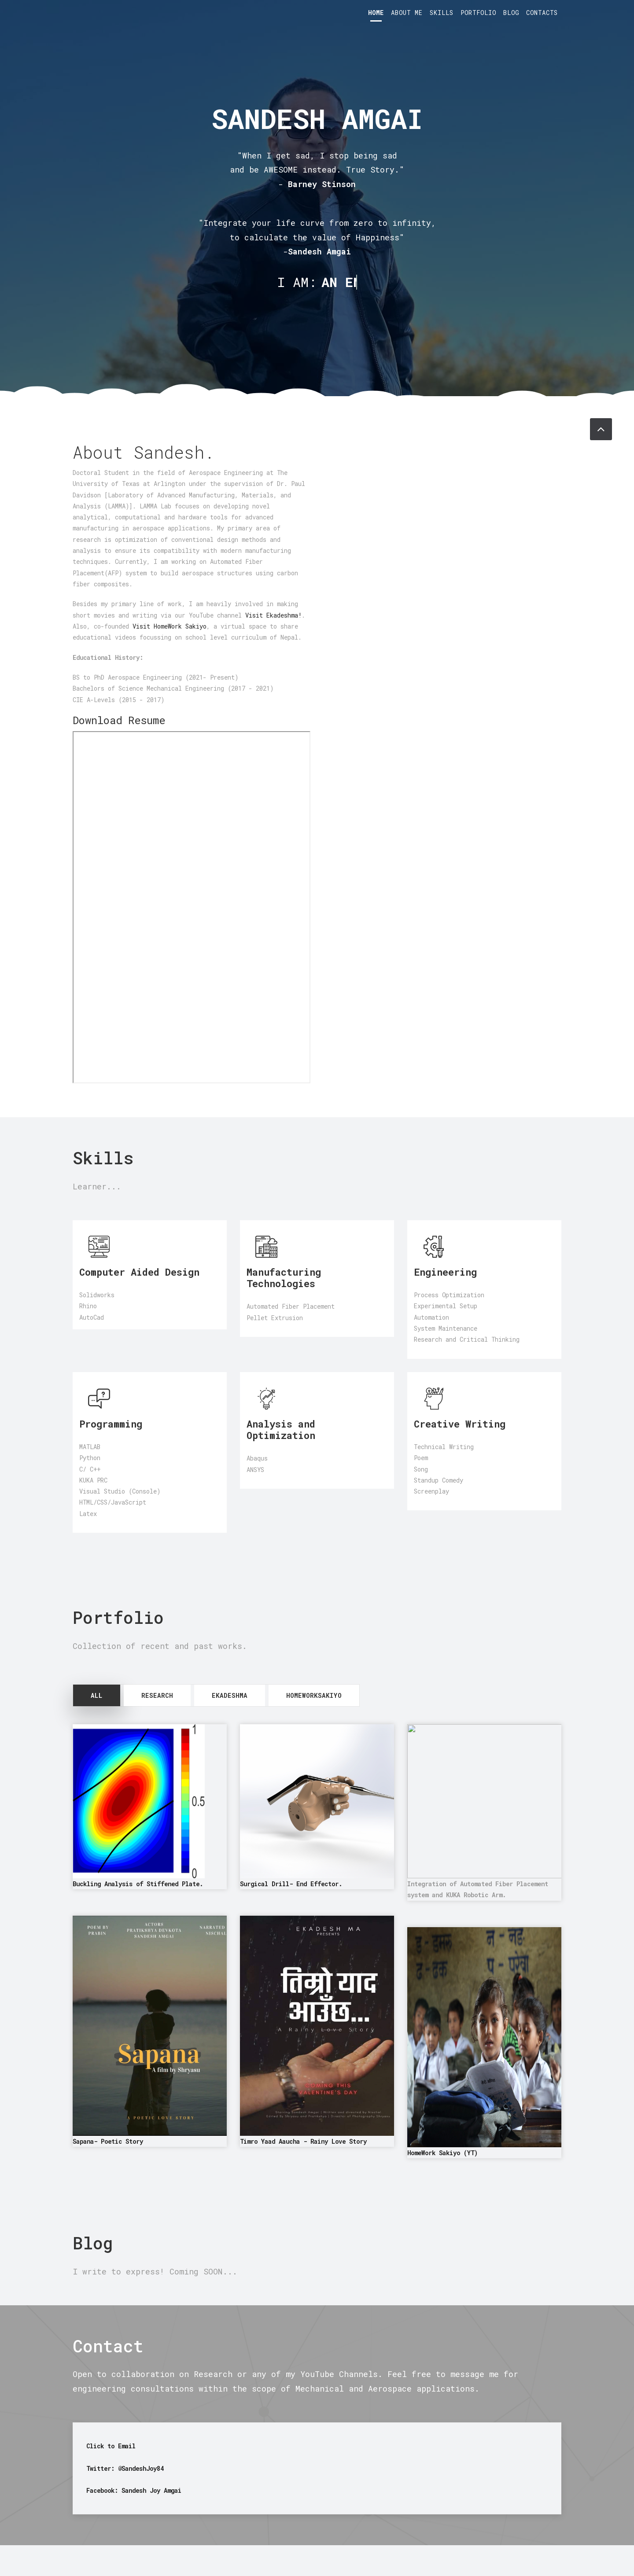 HOME ABOUT ME SKILLS PORTFOLIO BLOG CONTACTS
SANDESH AMGAI
"When I get sad, I stop being sad
and be AWESOME instead. True Story."
- Barney Stinson
"Integrate your life curve from zero to infinity,
to calculate the value of Happiness"
-Sandesh Amgai
I AM: AN EN
About Sandesh.
Doctoral Student in the field of Aerospace Engineering at The
University of Texas at Arlington under the supervision of Dr. Paul
Davidson [Laboratory of Advanced Manufacturing, Materials, and
Analysis (LAMMA)]. LAMMA Lab focuses on developing novel
analytical, computational and hardware tools for advanced
manufacturing in aerospace applications. My primary area of
research is optimization of conventional design methods and
analysis to ensure its compatibility with modern manufacturing
techniques. Currently, I am working on Automated Fiber
Placement(AFP) system to build aerospace structures using carbon
fiber composites.
Besides my primary line of work, I am heavily involved in making
short movies and writing via our YouTube channel Visit Ekadeshma!.
Also, co-founded Visit HomeWork Sakiyo, a virtual space to share
educational videos focussing on school level curriculum of Nepal.
Educational History:
BS to PhD Aerospace Engineering (2021- Present)
Bachelors of Science Mechanical Engineering (2017 - 2021)
CIE A-Levels (2015 - 2017)
Download Resume
Skills
Learner...
Computer Aided Design
Solidworks
Rhino
AutoCad
Manufacturing
Technologies
Automated Fiber Placement
Pellet Extrusion
Engineering
Process Optimization
Experimental Setup
Automation
System Maintenance
Research and Critical Thinking
Programming
MATLAB
Python
C/ C++
KUKA PRC
Visual Studio (Console)
HTML/CSS/JavaScript
Latex
Analysis and
Optimization
Abaqus
ANSYS
Creative Writing
Technical Writing
Poem
Song
Standup Comedy
Screenplay
Portfolio
Collection of recent and past works.
ALL RESEARCH EKADESHMA HOMEWORKSAKIYO
1
0.5
0
Buckling Analysis of Stiffened Plate.
Surgical Drill- End Effector.
Integration of Automated Fiber Placement
system and KUKA Robotic Arm.
POEM BY
PRABIN
ACTORS
PRATIKSHYA DEVKOTA
SANDESH AMGAI
NARRATED
Sapana
A film by Shryasu
A POETIC LOVE STORY
Sapana- Poetic Story
EKADESH MA
PRESENTS
तिम्रो याद
आउँछ...
A Rainy Love Story
VALENTINE'S DAY
Timro Yaad Aaucha - Rainy Love Story
HomeWork Sakiyo (YT)
Blog
I write to express! Coming SOON...
Contact
Open to collaboration on Research or any of my YouTube Channels. Feel free to message me for
engineering consultations within the scope of Mechanical and Aerospace applications.
Click to Email
Twitter: @SandeshJoy84
Facebook: Sandesh Joy Amgai